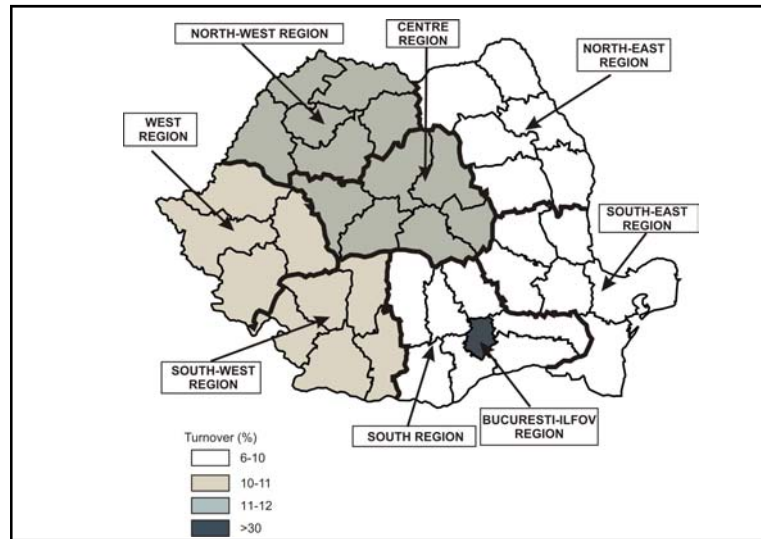 NORTH-WEST REGION
CENTRE
REGION
NORTH-EAST
REGION
WEST
REGION
SOUTH-EAST
REGION
SOUTH-WEST
REGION
SOUTH REGION
BUCURESTI-ILFOV
REGION
Turnover (%)
6-10
10-11
11-12
>30